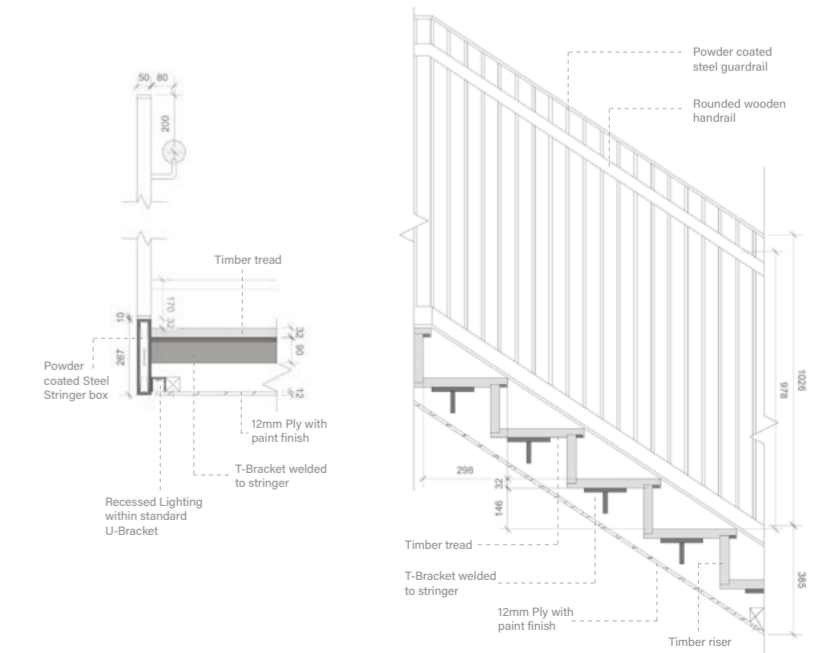 50 80
200
Timber tread
170
32
10
267
32
90
12
Powder
coated Steel
Stringer box
12mm Ply with
paint finish
T-Bracket welded
to stringer
Recessed Lighting
within standard
U-Bracket
Powder coated
steel guardrail
Rounded wooden
handrail
1026
978
298
32
146
385
Timber tread
T-Bracket welded
to stringer
12mm Ply with
paint finish
Timber riser